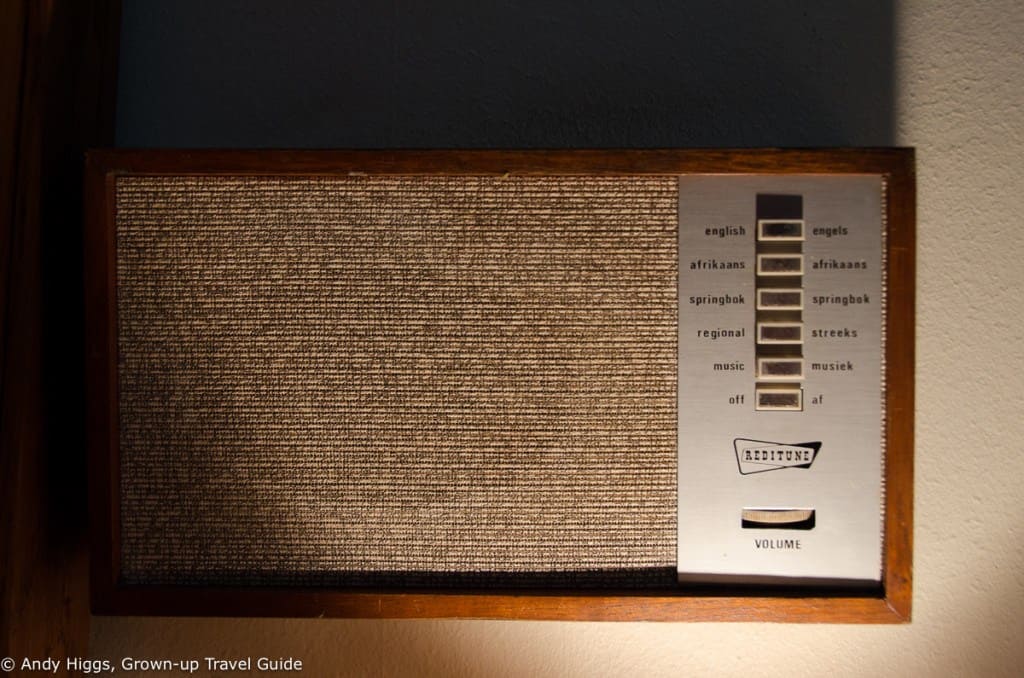 english engels
afrikaans afrikaans
springbok springbok
regional streeks
music musiek
off af
REDITUNE
VOLUME
© Andy Higgs, Grown-up Travel Guide